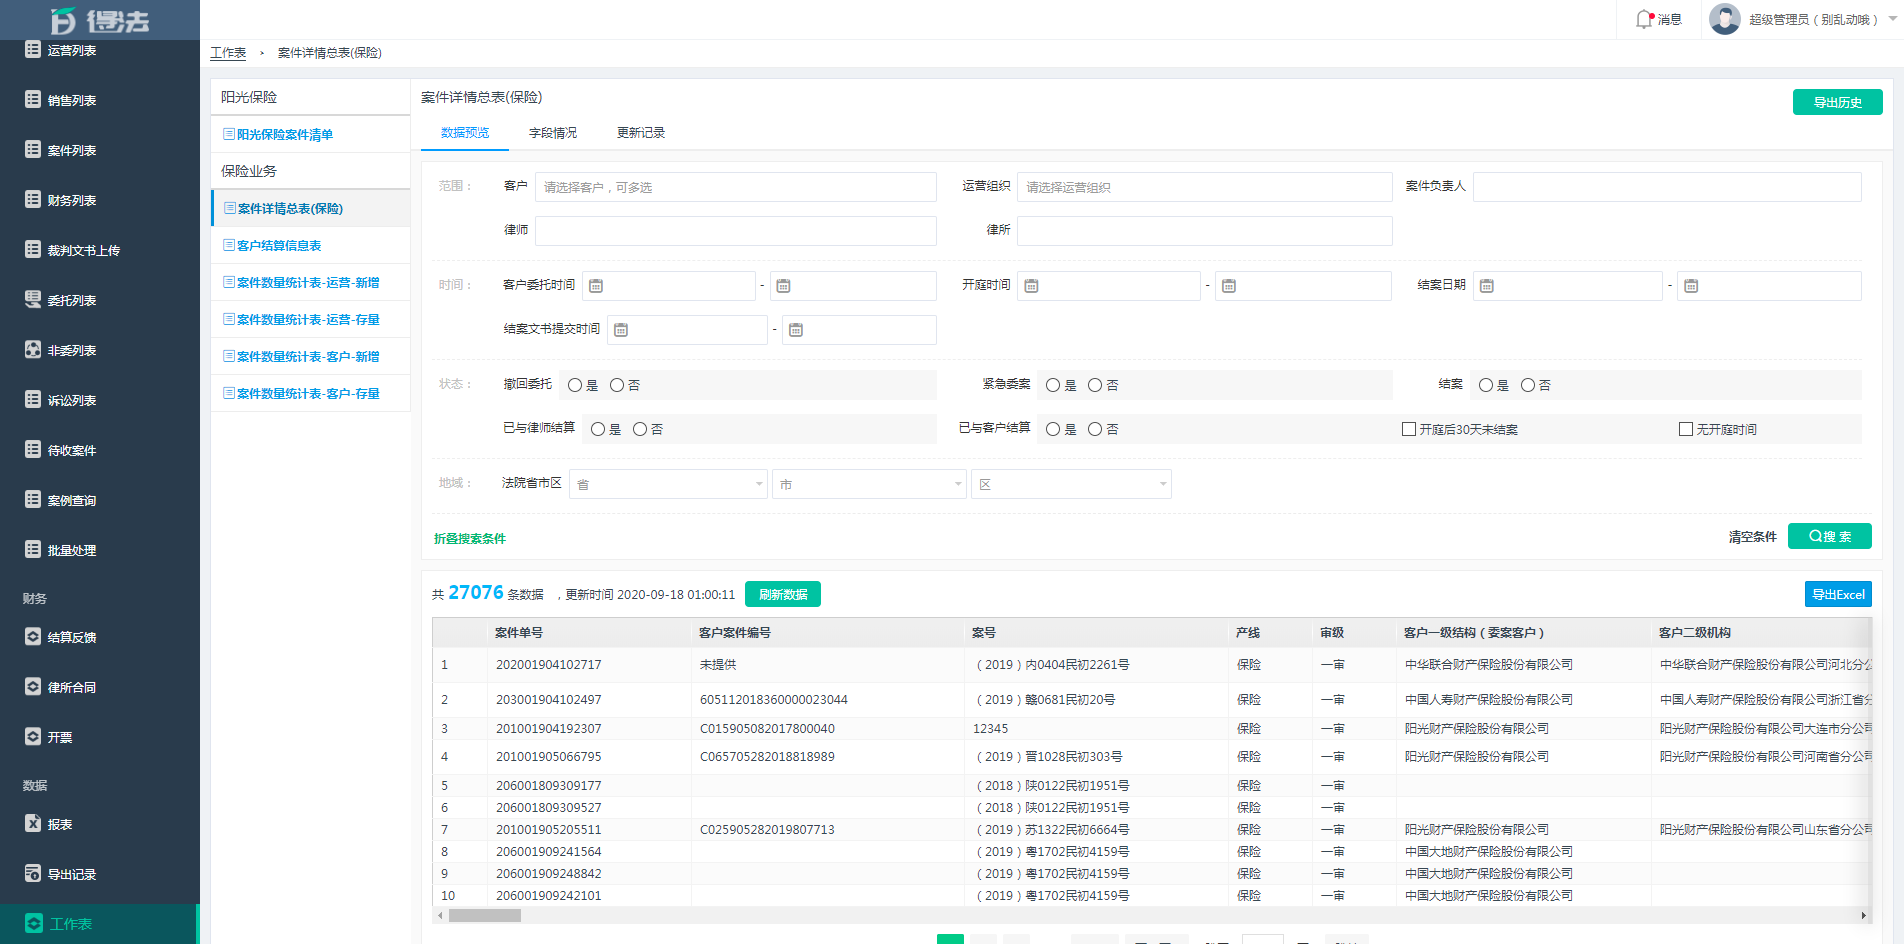 得法
消息
超级管理员（别乱动哦）
运营列表
销售列表
案件列表
财务列表
裁判文书上传
委托列表
非委列表
诉讼列表
待收案件
案例查询
批量处理
财务
结算反馈
律所合同
开票
数据
报表
导出记录
工作表
工作表 › 案件详情总表(保险)
阳光保险
阳光保险案件清单
保险业务
案件详情总表(保险)
客户结算信息表
案件数量统计表-运营-新增
案件数量统计表-运营-存量
案件数量统计表-客户-新增
案件数量统计表-客户-存量
案件详情总表(保险)
导出历史
数据预览 字段情况 更新记录
范围： 客户 请选择客户，可多选 运营组织 请选择运营组织 案件负责人
律师 律所
时间： 客户委托时间 - 开庭时间 - 结案日期 -
结案文书提交时间 -
状态： 撤回委托 是 否 紧急委案 是 否 结案 是 否
已与律师结算 是 否 已与客户结算 是 否 开庭后30天未结案 无开庭时间
地域： 法院省市区 省 市 区
折叠搜索条件 清空条件 搜 索
共 27076 条数据 ，更新时间 2020-09-18 01:00:11 刷新数据 导出Excel
案件单号 客户案件编号 案号 产线 审级 客户一级结构（委案客户） 客户二级机构
1 202001904102717 未提供 （2019）内0404民初2261号 保险 一审 中华联合财产保险股份有限公司 中华联合财产保险股份有限公司河北分公
2 203001904102497 605112018360000023044 （2019）赣0681民初20号 保险 一审 中国人寿财产保险股份有限公司 中国人寿财产保险股份有限公司浙江省分
3 201001904192307 C015905082017800040 12345 保险 一审 阳光财产保险股份有限公司 阳光财产保险股份有限公司大连市分公司
4 201001905066795 C065705282018818989 （2019）晋1028民初303号 保险 一审 阳光财产保险股份有限公司 阳光财产保险股份有限公司河南省分公司
5 206001809309177 （2018）陕0122民初1951号 保险 一审
6 206001809309527 （2018）陕0122民初1951号 保险 一审
7 201001905205511 C025905282019807713 （2019）苏1322民初6664号 保险 一审 阳光财产保险股份有限公司 阳光财产保险股份有限公司山东省分公司
8 206001909241564 （2019）粤1702民初4159号 保险 一审 中国大地财产保险股份有限公司
9 206001909248842 （2019）粤1702民初4159号 保险 一审 中国大地财产保险股份有限公司
10 206001909242101 （2019）粤1702民初4159号 保险 一审 中国大地财产保险股份有限公司